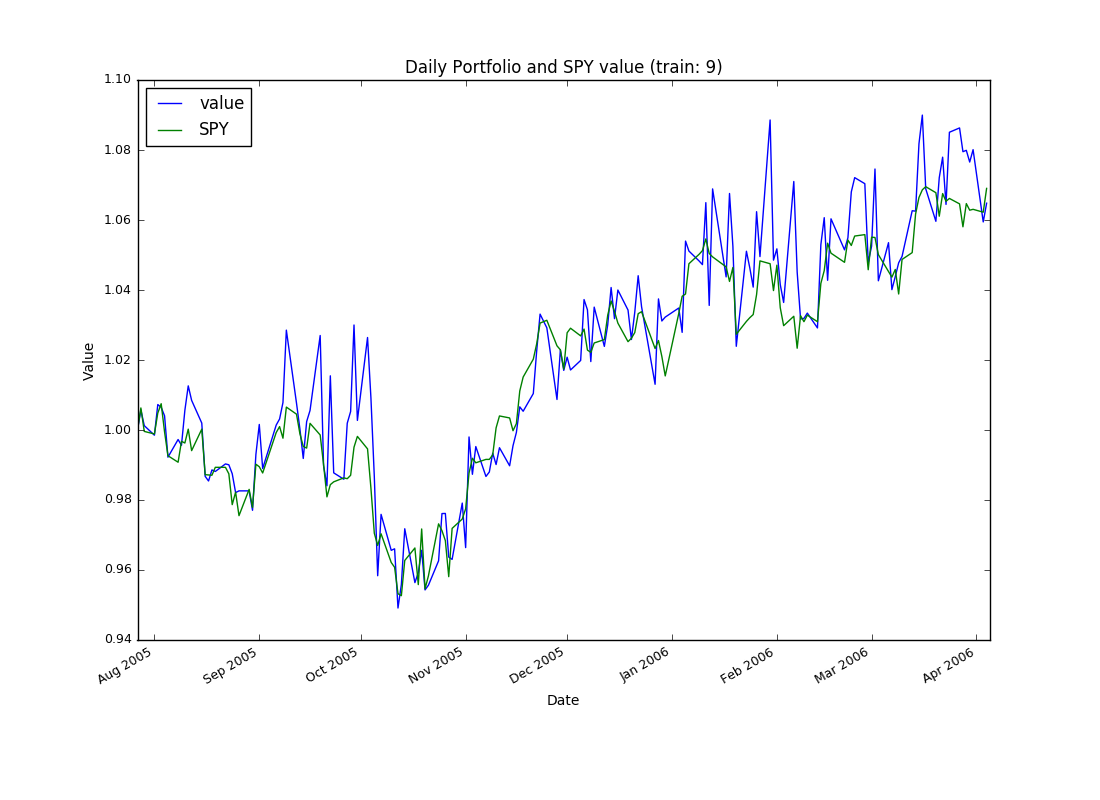 Daily Portfolio and SPY value (train: 9)
value
SPY
1.10
1.08
1.06
1.04
1.02
1.00
0.98
0.96
0.94
Value
Aug 2005
Sep 2005
Oct 2005
Nov 2005
Dec 2005
Jan 2006
Feb 2006
Mar 2006
Apr 2006
Date